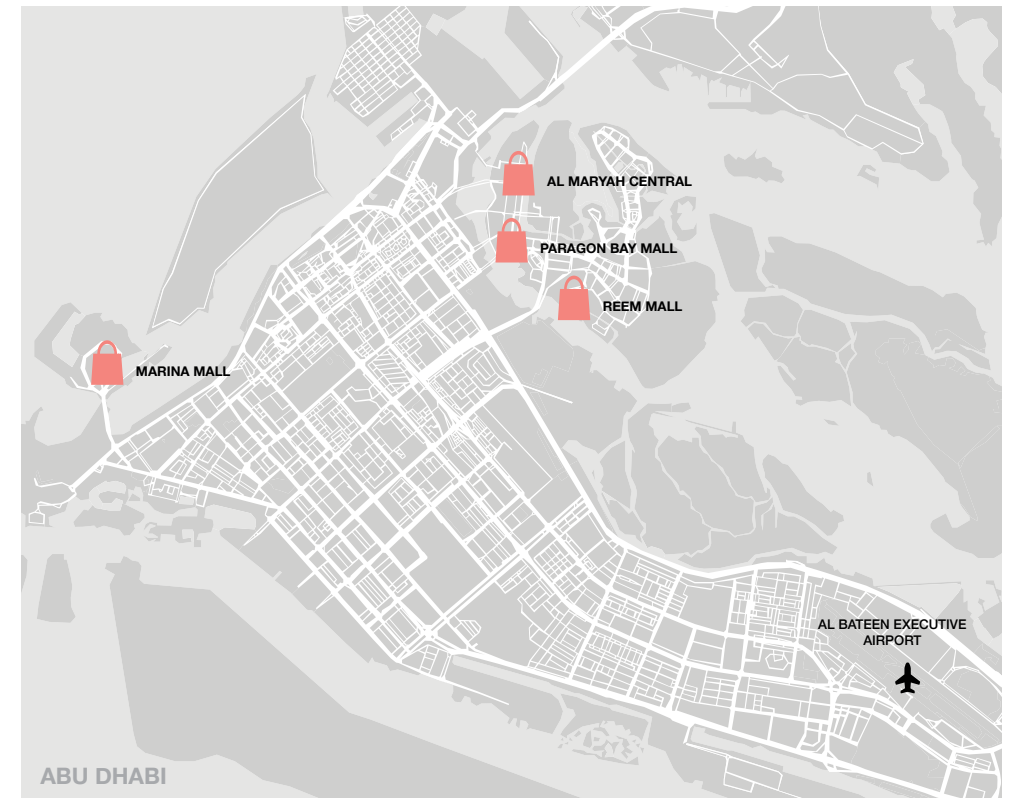 AL MARYAH CENTRAL
PARAGON BAY MALL
REEM MALL
MARINA MALL
AL BATEEN EXECUTIVE
AIRPORT
ABU DHABI